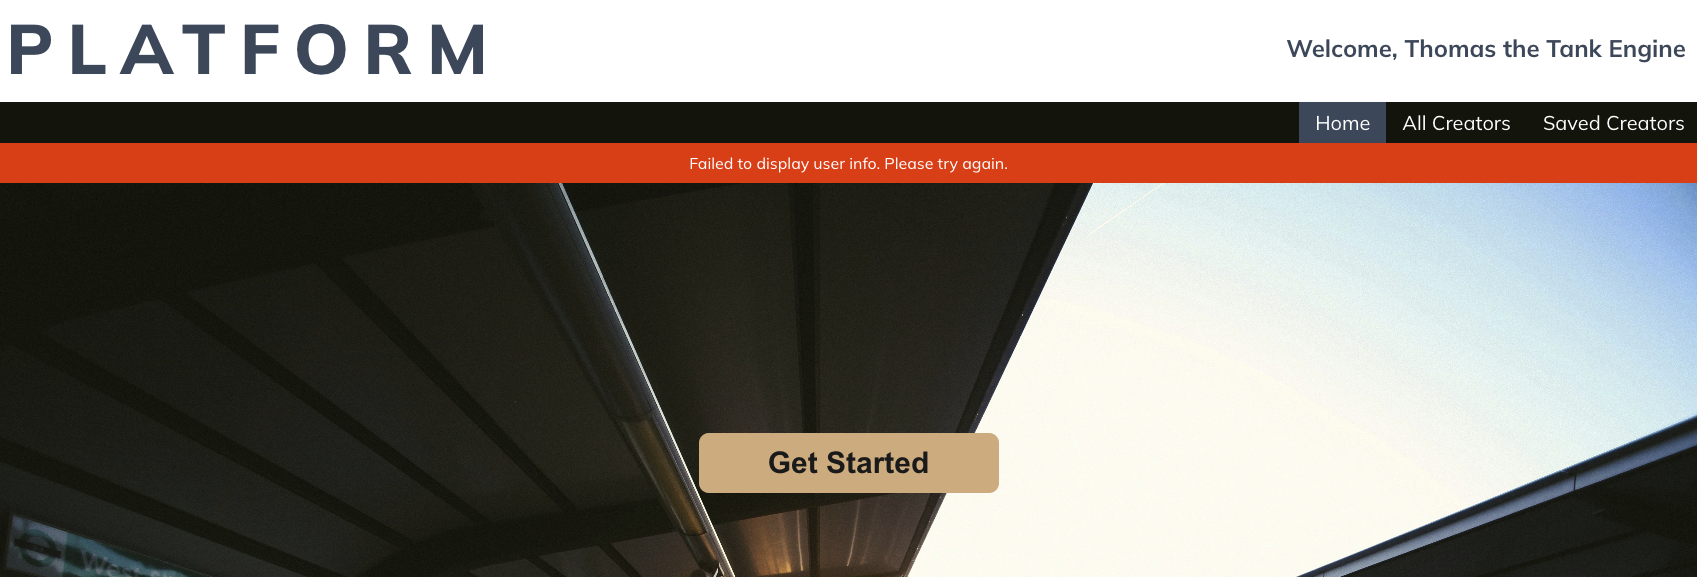 PLATFORM
Welcome, Thomas the Tank Engine
Home All Creators Saved Creators
Failed to display user info. Please try again.
Get Started
West